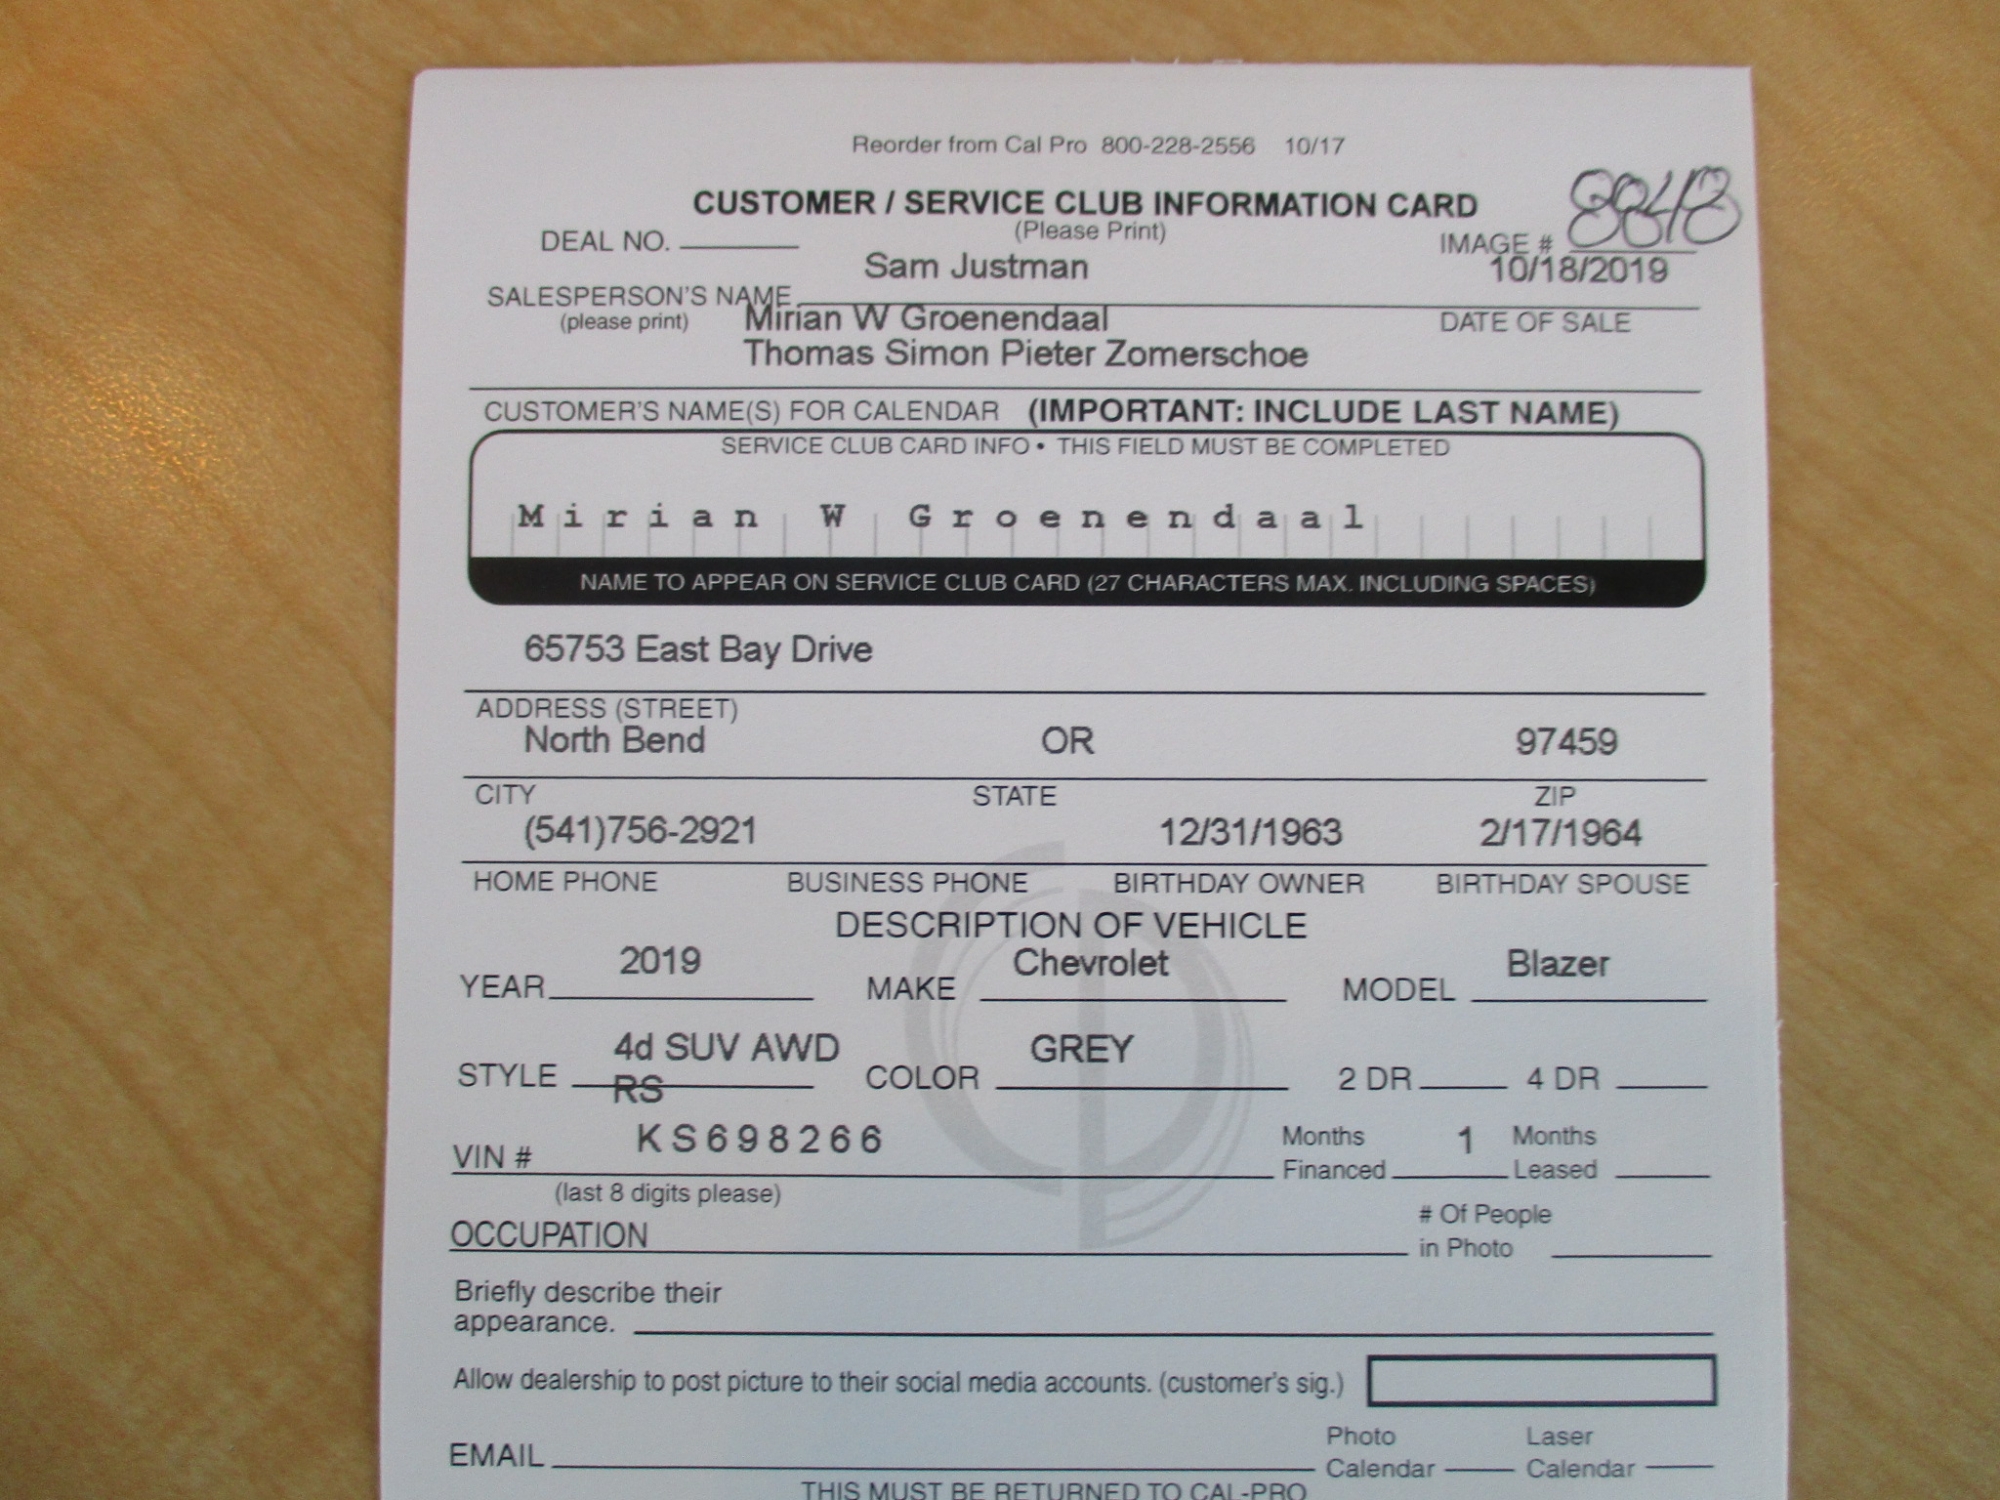 Reorder from Cal Pro 800-228-2556 10/17
CUSTOMER / SERVICE CLUB INFORMATION CARD
(Please Print)
DEAL NO.
IMAGE #
Sam Justman 10/18/2019
SALESPERSON'S NAME
(please print) Mirian W Groenendaal DATE OF SALE
Thomas Simon Pieter Zomerschoe
CUSTOMER'S NAME(S) FOR CALENDAR (IMPORTANT: INCLUDE LAST NAME)
SERVICE CLUB CARD INFO • THIS FIELD MUST BE COMPLETED
Mirian W Groenendaal
NAME TO APPEAR ON SERVICE CLUB CARD (27 CHARACTERS MAX. INCLUDING SPACES)
65753 East Bay Drive
ADDRESS (STREET)
North Bend OR 97459
CITY STATE ZIP
(541)756-2921 12/31/1963 2/17/1964
HOME PHONE BUSINESS PHONE BIRTHDAY OWNER BIRTHDAY SPOUSE
DESCRIPTION OF VEHICLE
YEAR 2019 MAKE Chevrolet MODEL Blazer
STYLE 4d SUV AWD RS COLOR GREY 2 DR 4 DR
VIN # KS698266 Months Financed 1 Months Leased
(last 8 digits please)
OCCUPATION # Of People in Photo
Briefly describe their
appearance.
Allow dealership to post picture to their social media accounts. (customer's sig.)
EMAIL Photo Calendar Laser Calendar
THIS MUST BE RETURNED TO CAL-PRO